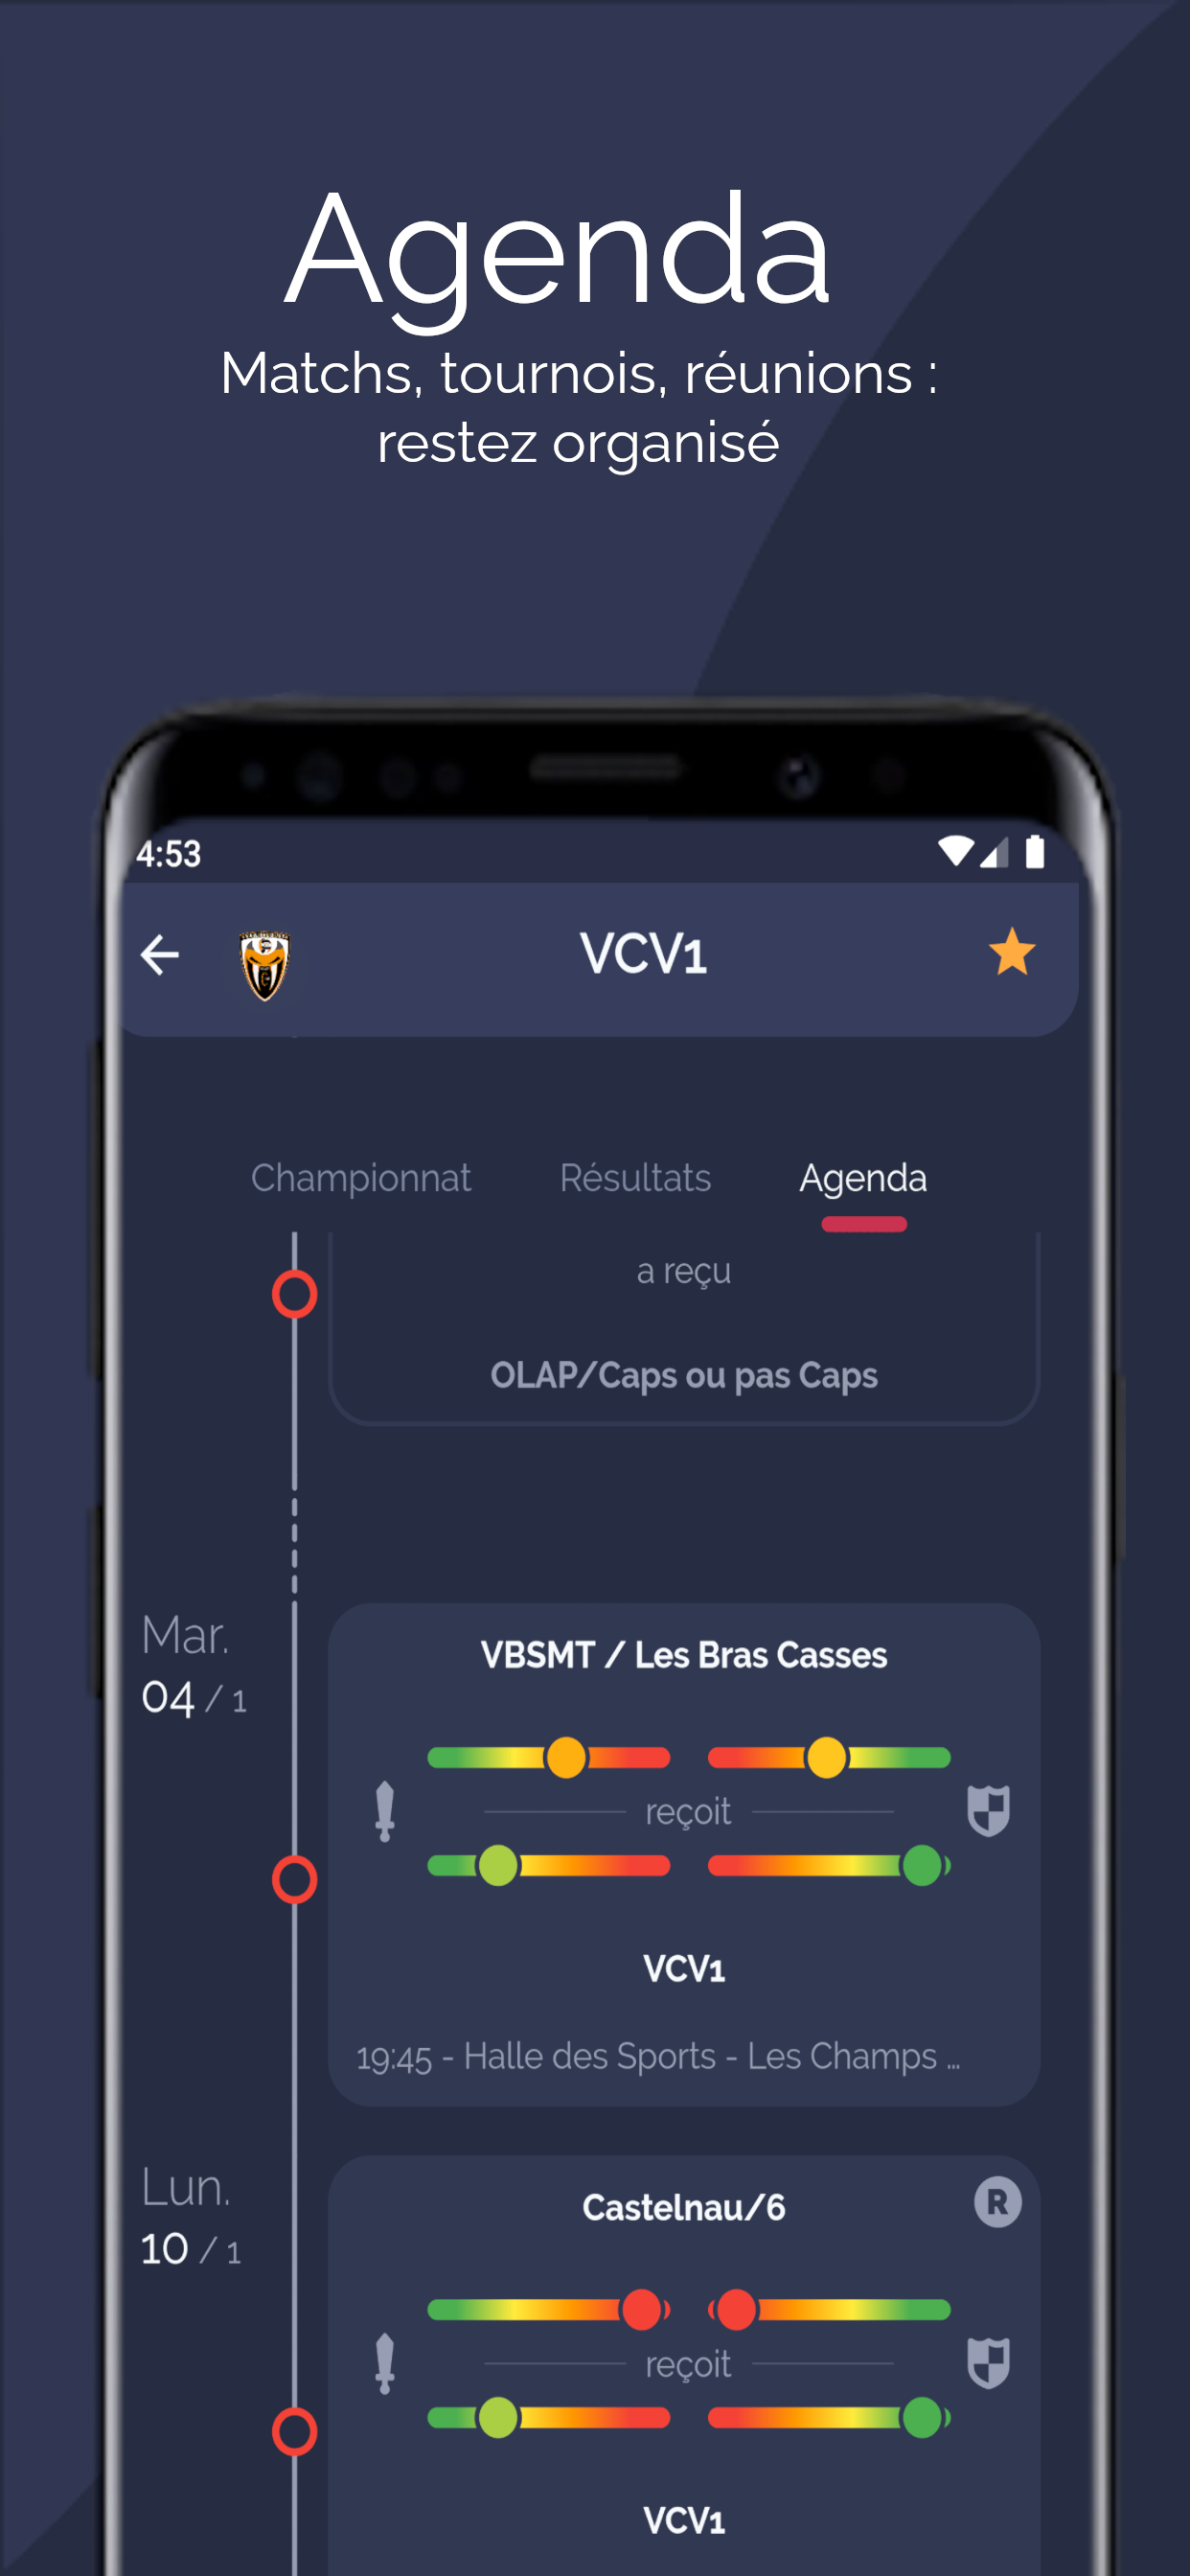 Agenda
Matchs, tournois, réunions :
restez organisé
4:53
VCV1
Championnat Résultats Agenda
a reçu
OLAP/Caps ou pas Caps
Mar.
04 / 1
VBSMT / Les Bras Casses
reçoit
VCV1
19:45 - Halle des Sports - Les Champs ...
Lun.
10 / 1
Castelnau/6
R
reçoit
VCV1